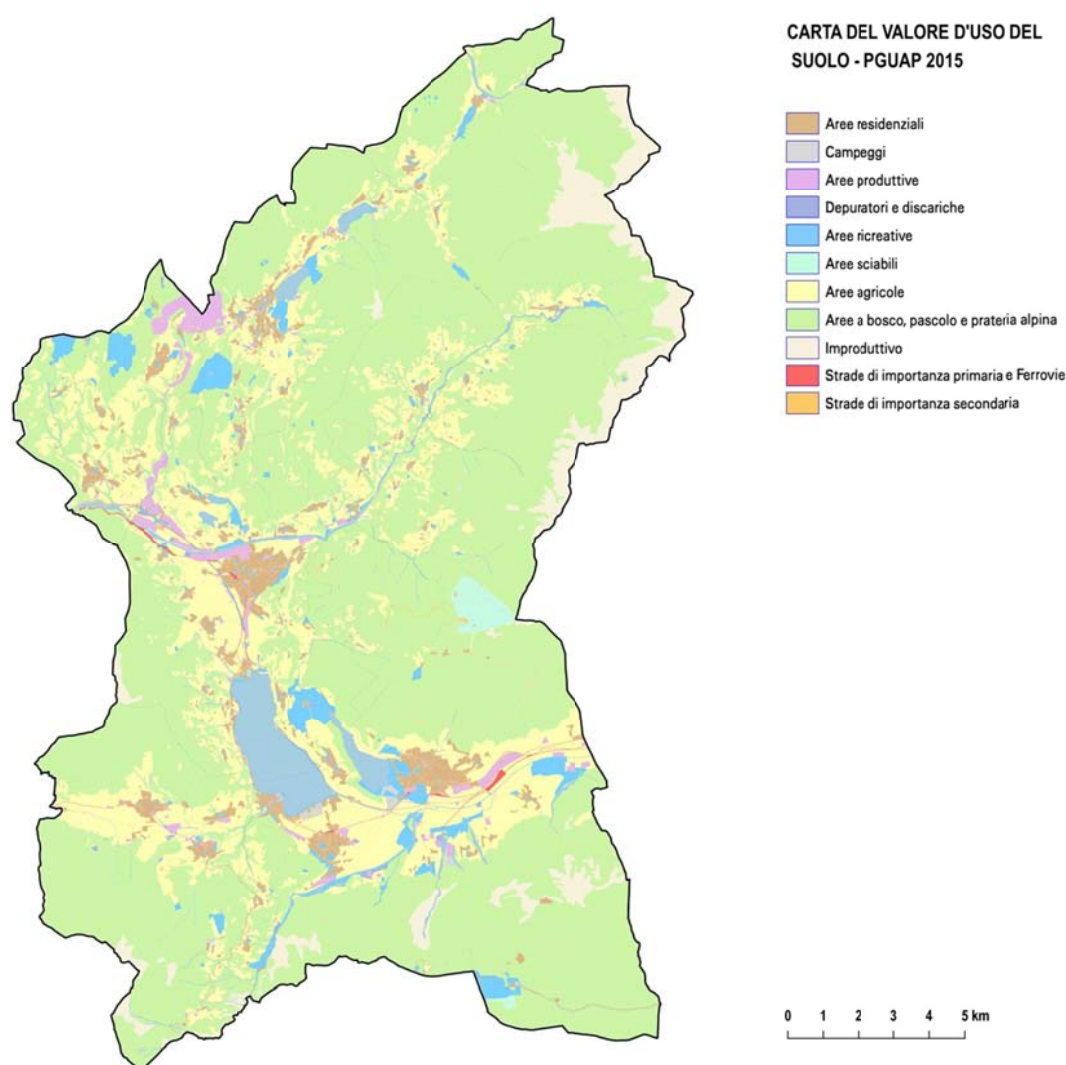 CARTA DEL VALORE D'USO DEL
SUOLO - PGUAP 2015
Aree residenziali
Campeggi
Aree produttive
Depuratori e discariche
Aree ricreative
Aree sciabili
Aree agricole
Aree a bosco, pascolo e prateria alpina
Improduttivo
Strade di importanza primaria e Ferrovie
Strade di importanza secondaria
0 1 2 3 4 5 km